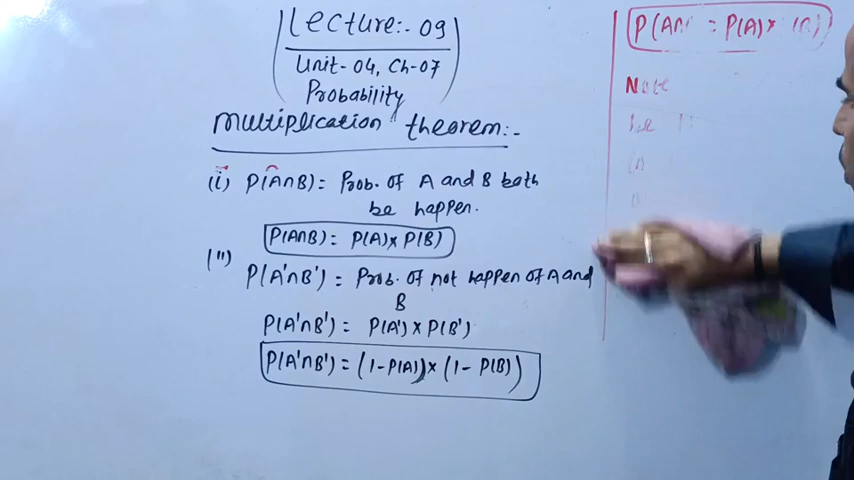 Lecture:- 09
Unit-04, Ch-07
Probability
Multiplication theorem:-
(i) P(A∩B) = Prob. of A and B both
be happen.
P(A∩B) = P(A)× P(B)
(ii) P(A'∩B') = Prob. of not happen of A and
B
P(A'∩B') = P(A') × P(B')
P(A'∩B') = (1-P(A))× (1- P(B))
P(A∩ = P(A)× (B)
Note